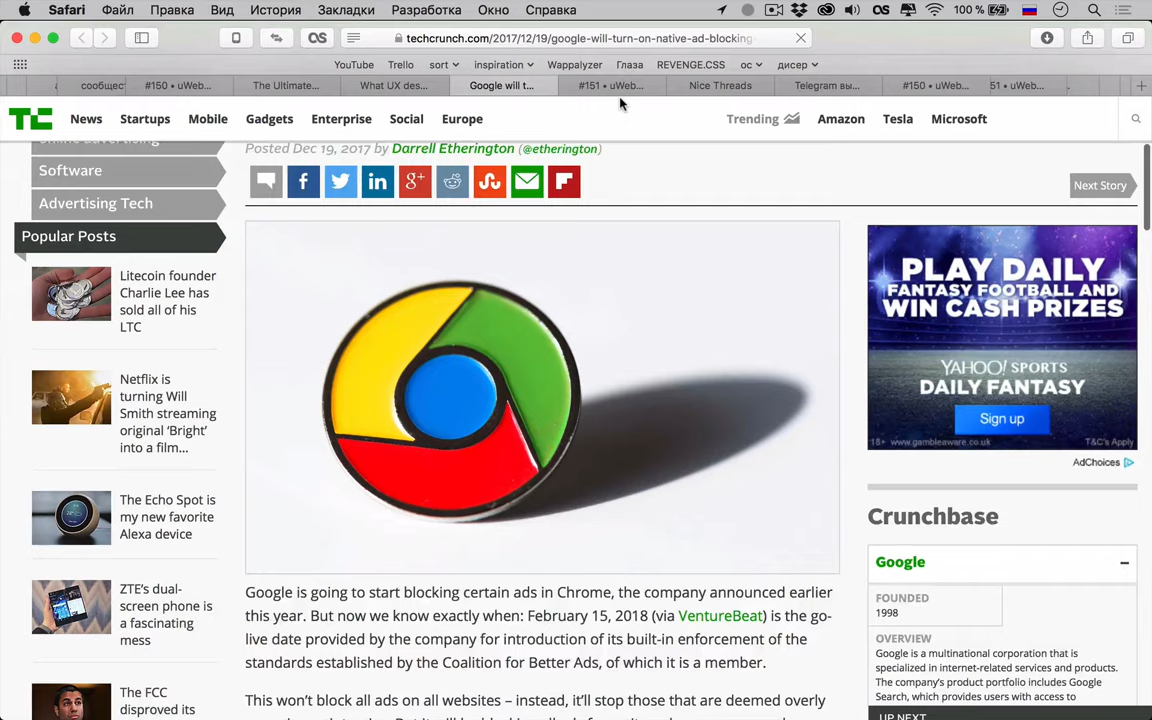 Safari Файл Правка Вид История Закладки Разработка Окно Справка 100 %
techcrunch.com/2017/12/19/google-will-turn-on-native-ad-blocking
YouTube Trello sort inspiration Wappalyzer Глаза REVENGE.CSS ос дисер
сообщес #150 • uWeb... The Ultimate... What UX des... Google will t... #151 • uWeb... Nice Threads Telegram вы... #150 • uWeb... 51 • uWeb...
TC News Startups Mobile Gadgets Enterprise Social Europe Trending Amazon Tesla Microsoft
Online advertising
Software
Advertising Tech
Popular Posts
Litecoin founder
Charlie Lee has
sold all of his
LTC
Netflix is
turning Will
Smith streaming
original ‘Bright’
into a film...
The Echo Spot is
my new favorite
Alexa device
ZTE’s dual-
screen phone is
a fascinating
mess
The FCC
disproved its
Posted Dec 19, 2017 by Darrell Etherington (@etherington)
Next Story
Google is going to start blocking certain ads in Chrome, the company announced earlier
this year. But now we know exactly when: February 15, 2018 (via VentureBeat) is the go-
live date provided by the company for introduction of its built-in enforcement of the
standards established by the Coalition for Better Ads, of which it is a member.
This won’t block all ads on all websites – instead, it’ll stop those that are deemed overly
PLAY DAILY
FANTASY FOOTBALL AND
WIN CASH PRIZES
YAHOO! SPORTS
DAILY FANTASY
Sign up
18+ www.gambleaware.co.uk T&C's Apply
AdChoices
Crunchbase
Google
FOUNDED
1998
OVERVIEW
Google is a multinational corporation that is
specialized in internet-related services and products.
The company’s product portfolio includes Google
Search, which provides users with access to
UP NEXT